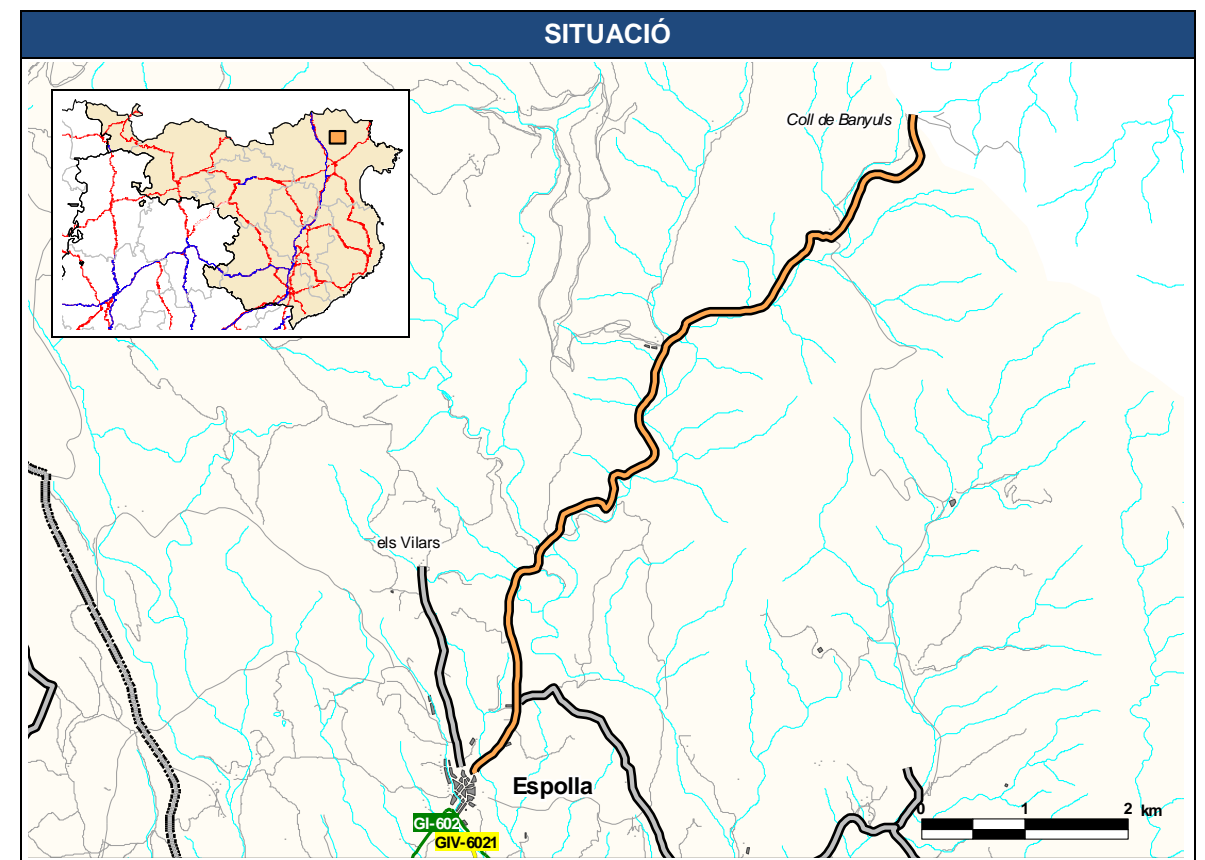 SITUACIÓ
Coll de Banyuls
els Vilars
Espolla
GI-602
GIV-6021
0 1 2 km